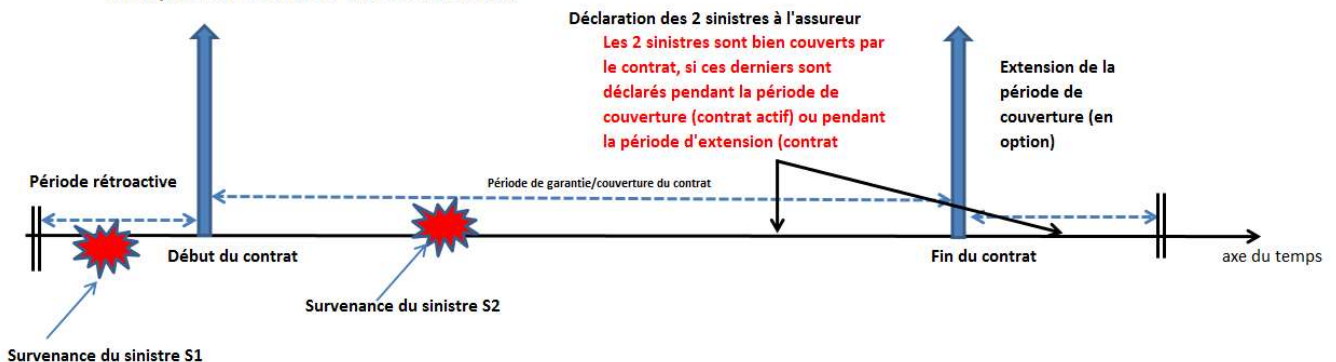 Déclaration des 2 sinistres à l'assureur
Les 2 sinistres sont bien couverts par
le contrat, si ces derniers sont
déclarés pendant la période de
couverture (contrat actif) ou pendant
la période d'extension (contrat
Extension de la
période de
couverture (en
option)
Période rétroactive
Période de garantie/couverture du contrat
Début du contrat
Fin du contrat
axe du temps
Survenance du sinistre S2
Survenance du sinistre S1